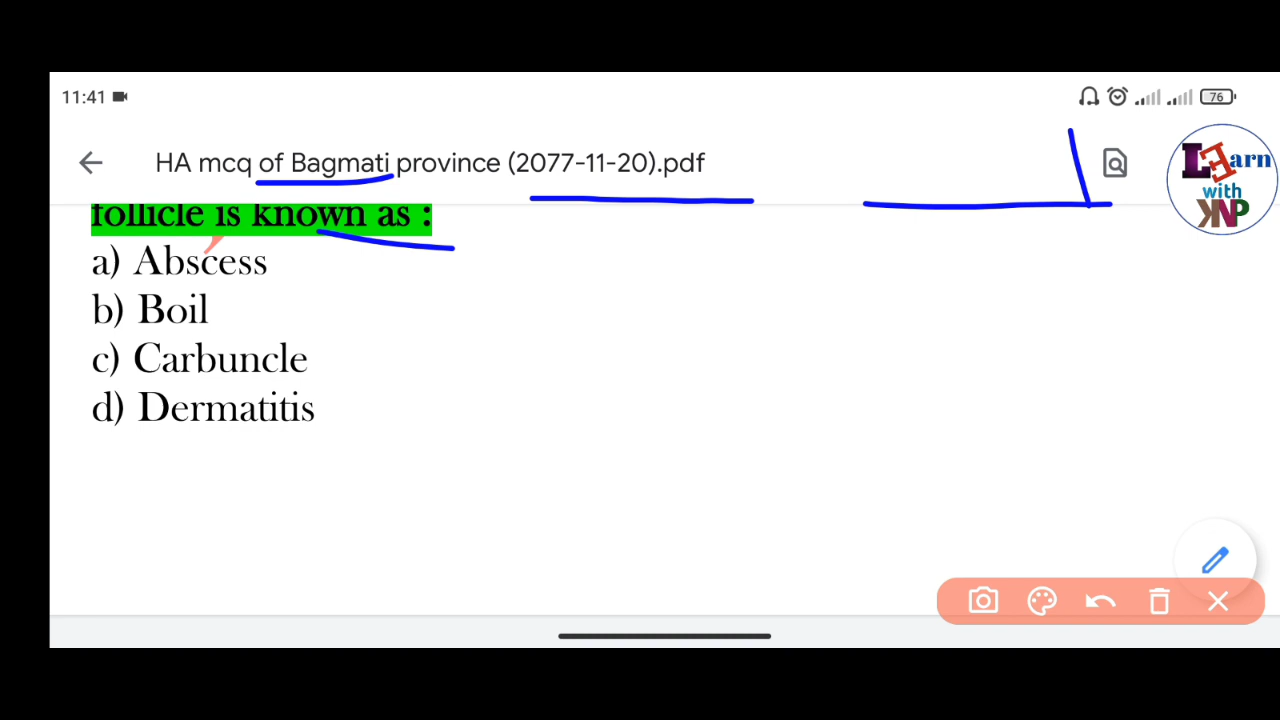 11:41
76
HA mcq of Bagmati province (2077-11-20).pdf
LEarn
with
KNP
follicle is known as :
a) Abscess
b) Boil
c) Carbuncle
d) Dermatitis